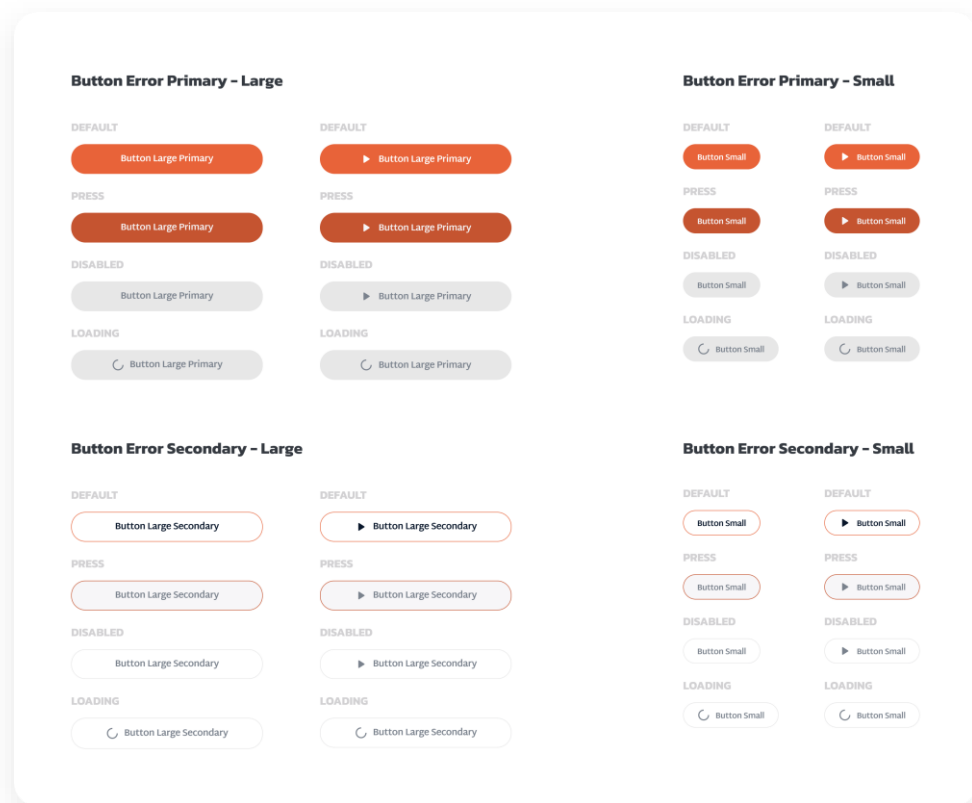 Button Error Primary - Large
DEFAULT
Button Large Primary
PRESS
Button Large Primary
DISABLED
Button Large Primary
LOADING
Button Large Primary
DEFAULT
Button Large Primary
PRESS
Button Large Primary
DISABLED
Button Large Primary
LOADING
Button Large Primary
Button Error Primary - Small
DEFAULT
Button Small
PRESS
Button Small
DISABLED
Button Small
LOADING
Button Small
DEFAULT
Button Small
PRESS
Button Small
DISABLED
Button Small
LOADING
Button Small
Button Error Secondary - Large
DEFAULT
Button Large Secondary
PRESS
Button Large Secondary
DISABLED
Button Large Secondary
LOADING
Button Large Secondary
DEFAULT
Button Large Secondary
PRESS
Button Large Secondary
DISABLED
Button Large Secondary
LOADING
Button Large Secondary
Button Error Secondary - Small
DEFAULT
Button Small
PRESS
Button Small
DISABLED
Button Small
LOADING
Button Small
DEFAULT
Button Small
PRESS
Button Small
DISABLED
Button Small
LOADING
Button Small